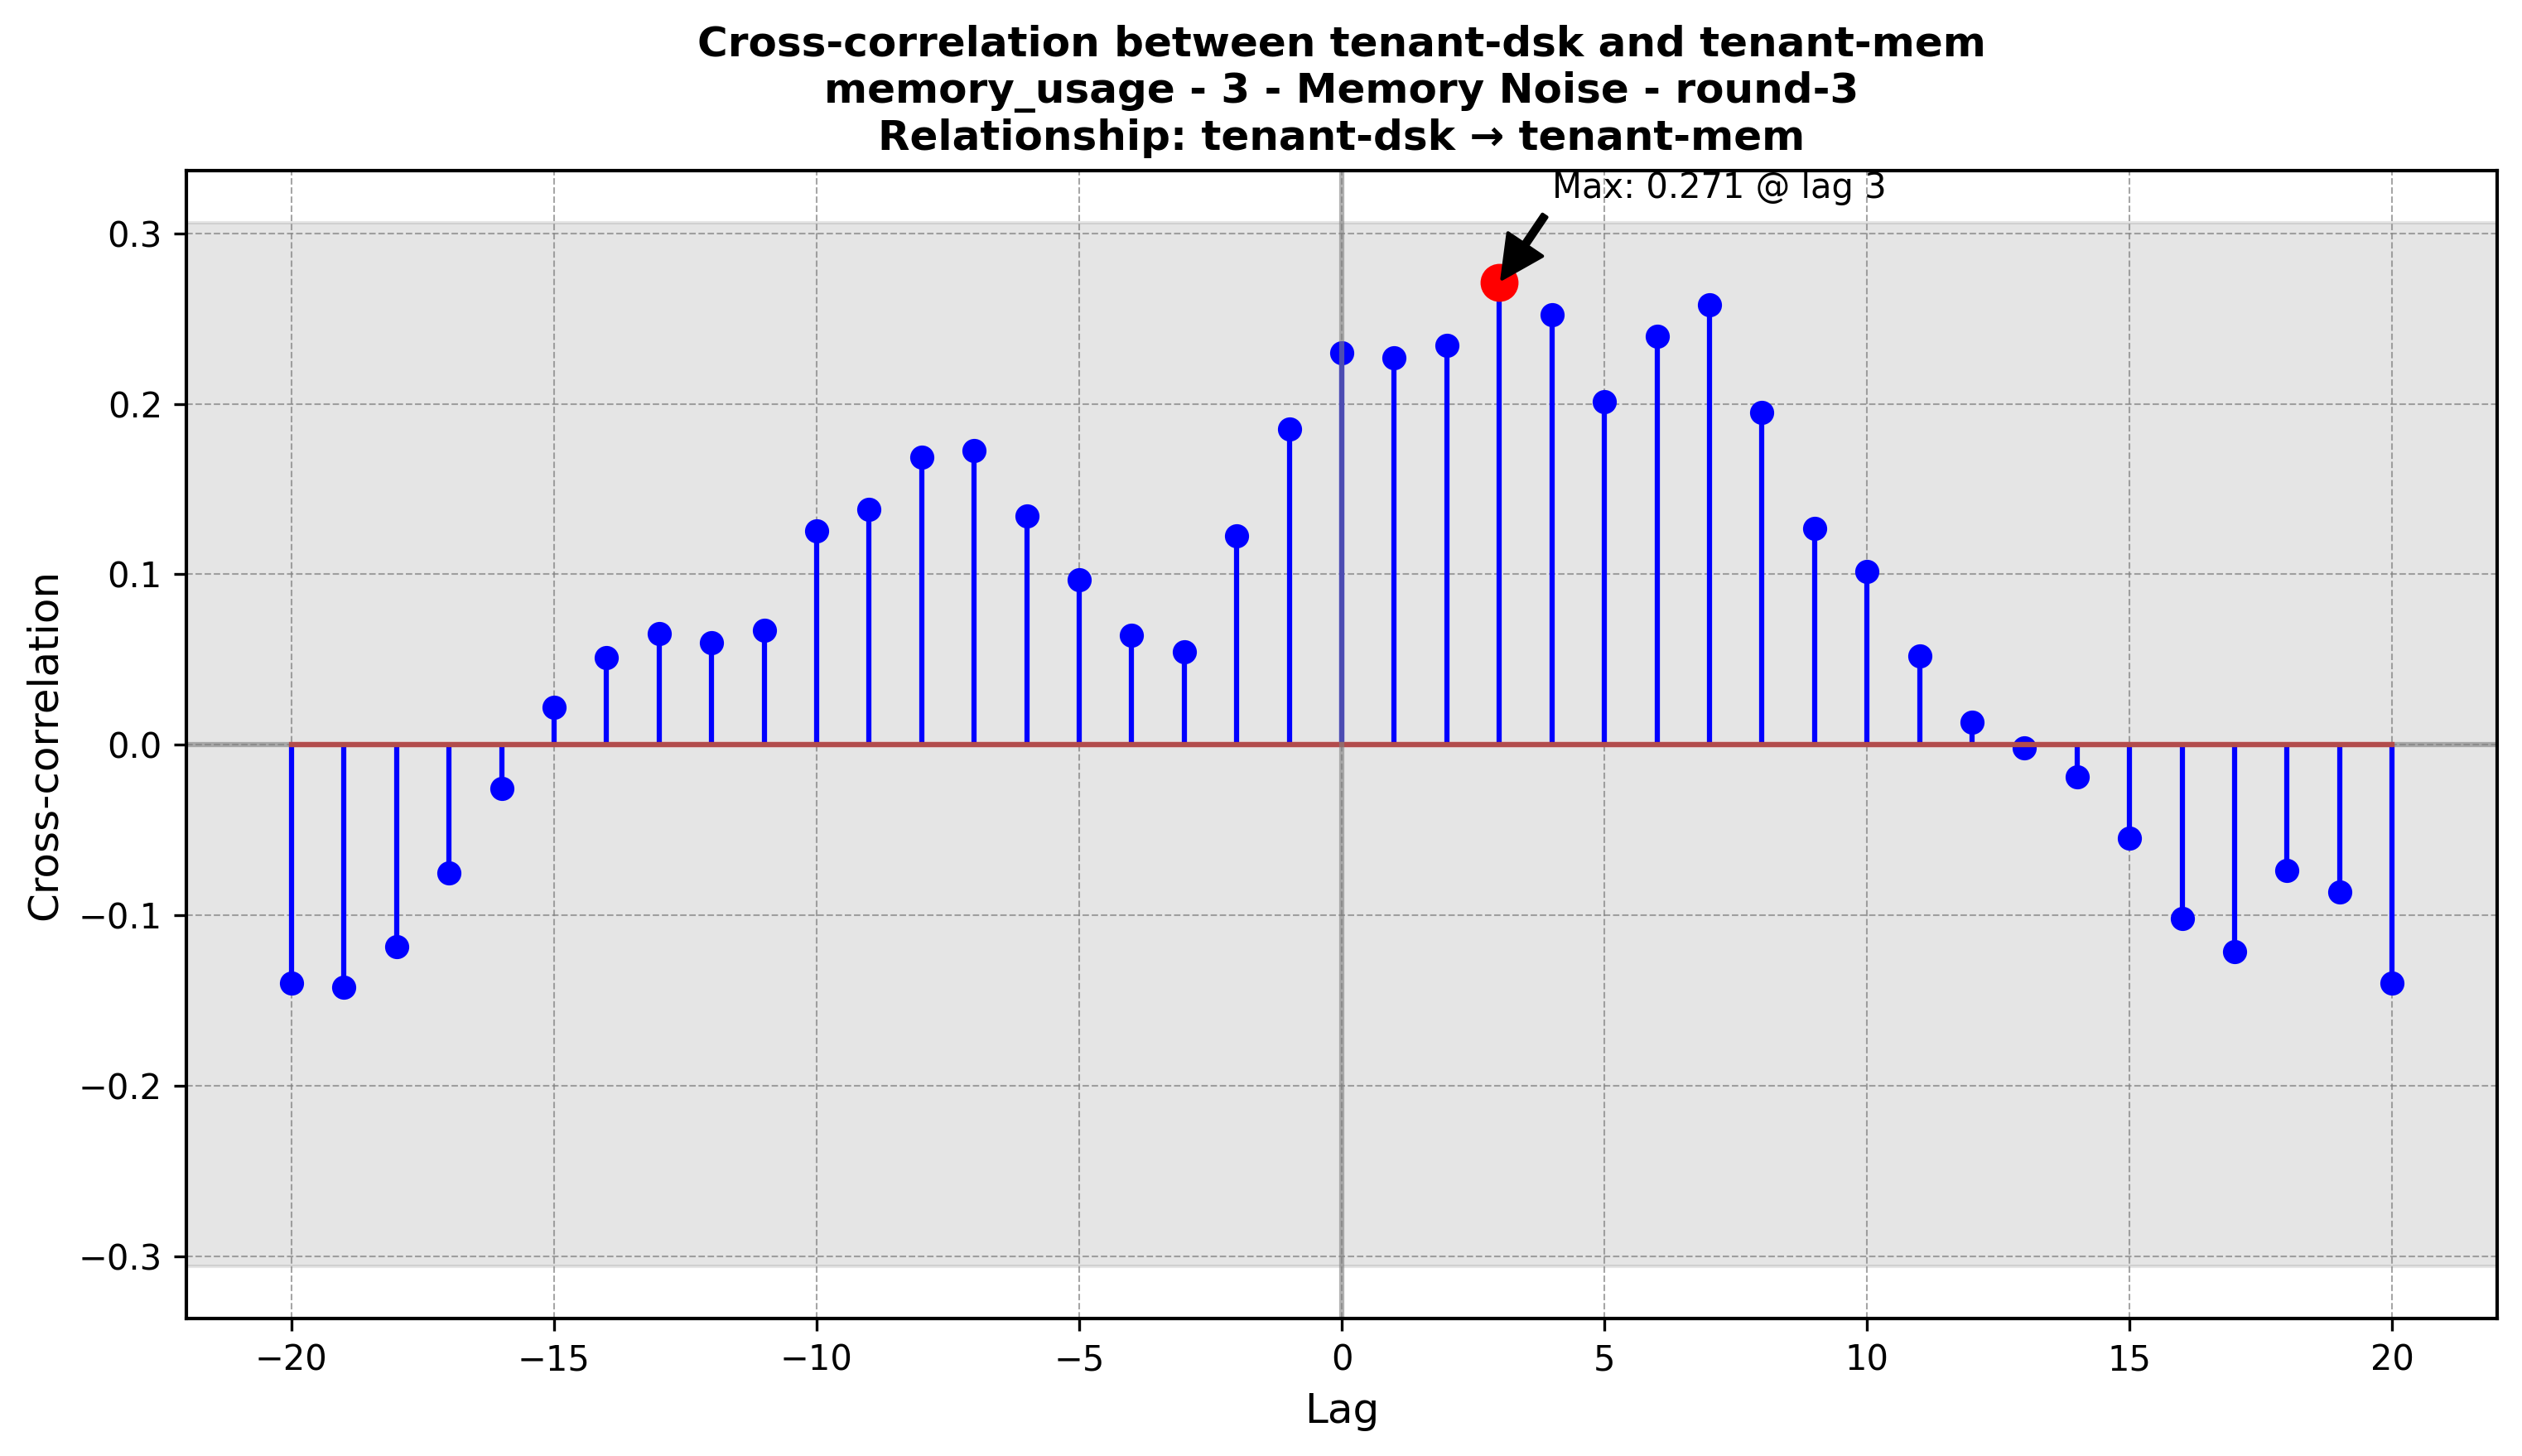 Cross-correlation between tenant-dsk and tenant-mem
memory_usage - 3 - Memory Noise - round-3
Relationship: tenant-dsk → tenant-mem
Max: 0.271 @ lag 3
0.3
0.2
0.1
0.0
−0.1
−0.2
−0.3
Cross-correlation
−20
−15
−10
−5
0
5
10
15
20
Lag